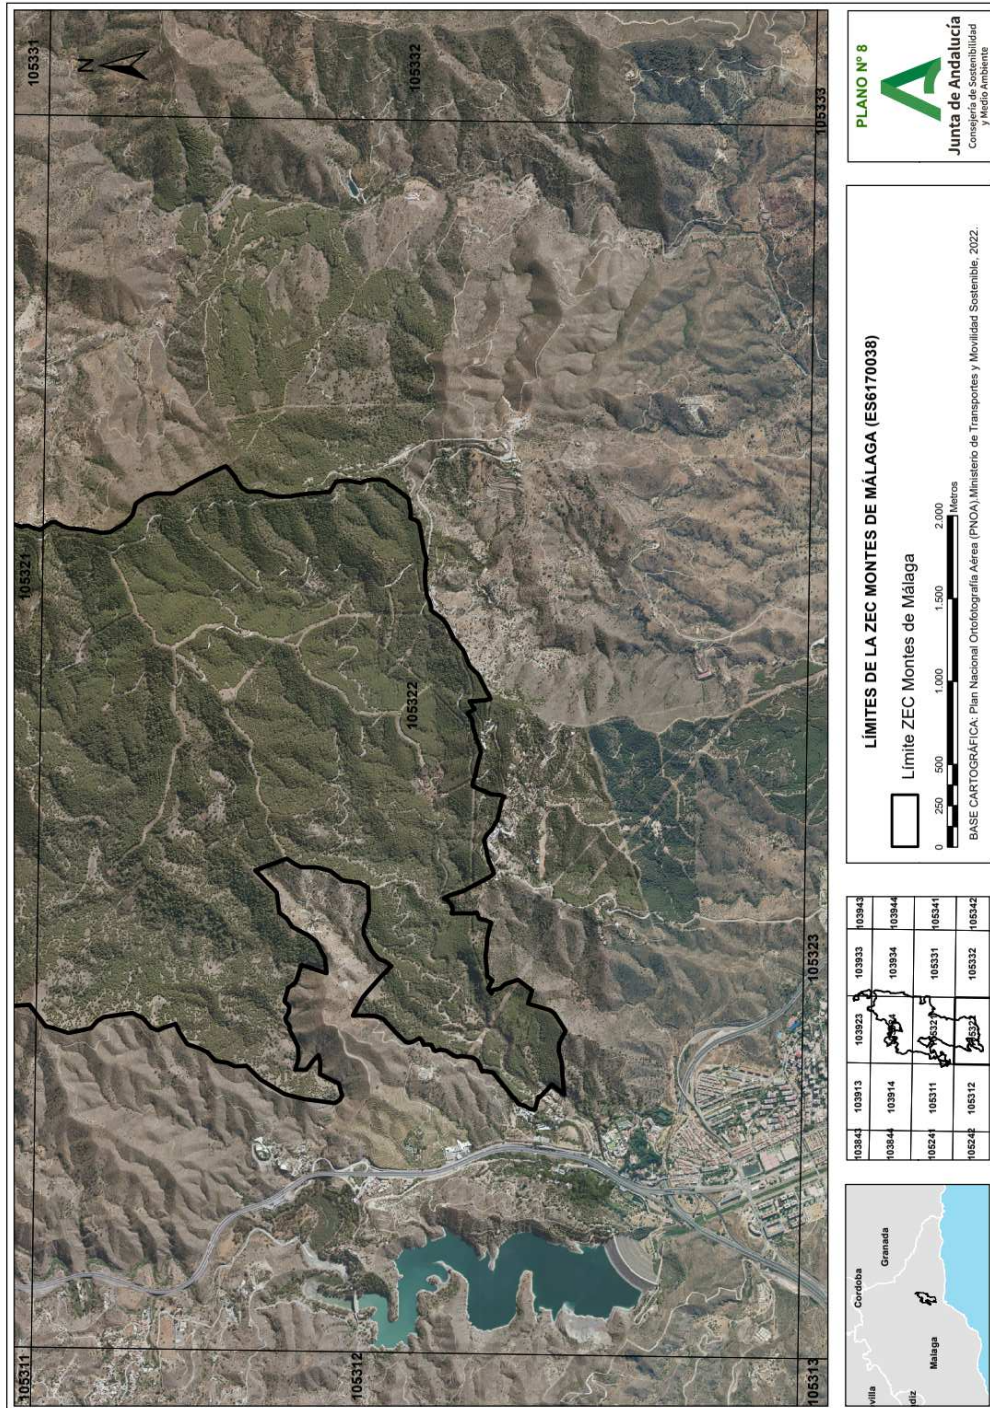 105311
105321
105331
N
105312
105322
105332
105313
105323
105333
Cordoba
villa
Granada
Malaga
diz
103843 103913 103923 103933 103943
103844 103914 103934 103944
105241 105311 105331 105341
105242 105312 105332 105342
LÍMITES DE LA ZEC MONTES DE MÁLAGA (ES6170038)
Límite ZEC Montes de Málaga
0 250 500 1.000 1.500 2.000
Metros
BASE CARTOGRÁFICA: Plan Nacional Ortofotografía Aérea (PNOA).Ministerio de Transportes y Movilidad Sostenible, 2022.
PLANO Nº 8
Junta de Andalucía
Consejería de Sostenibilidad
y Medio Ambiente